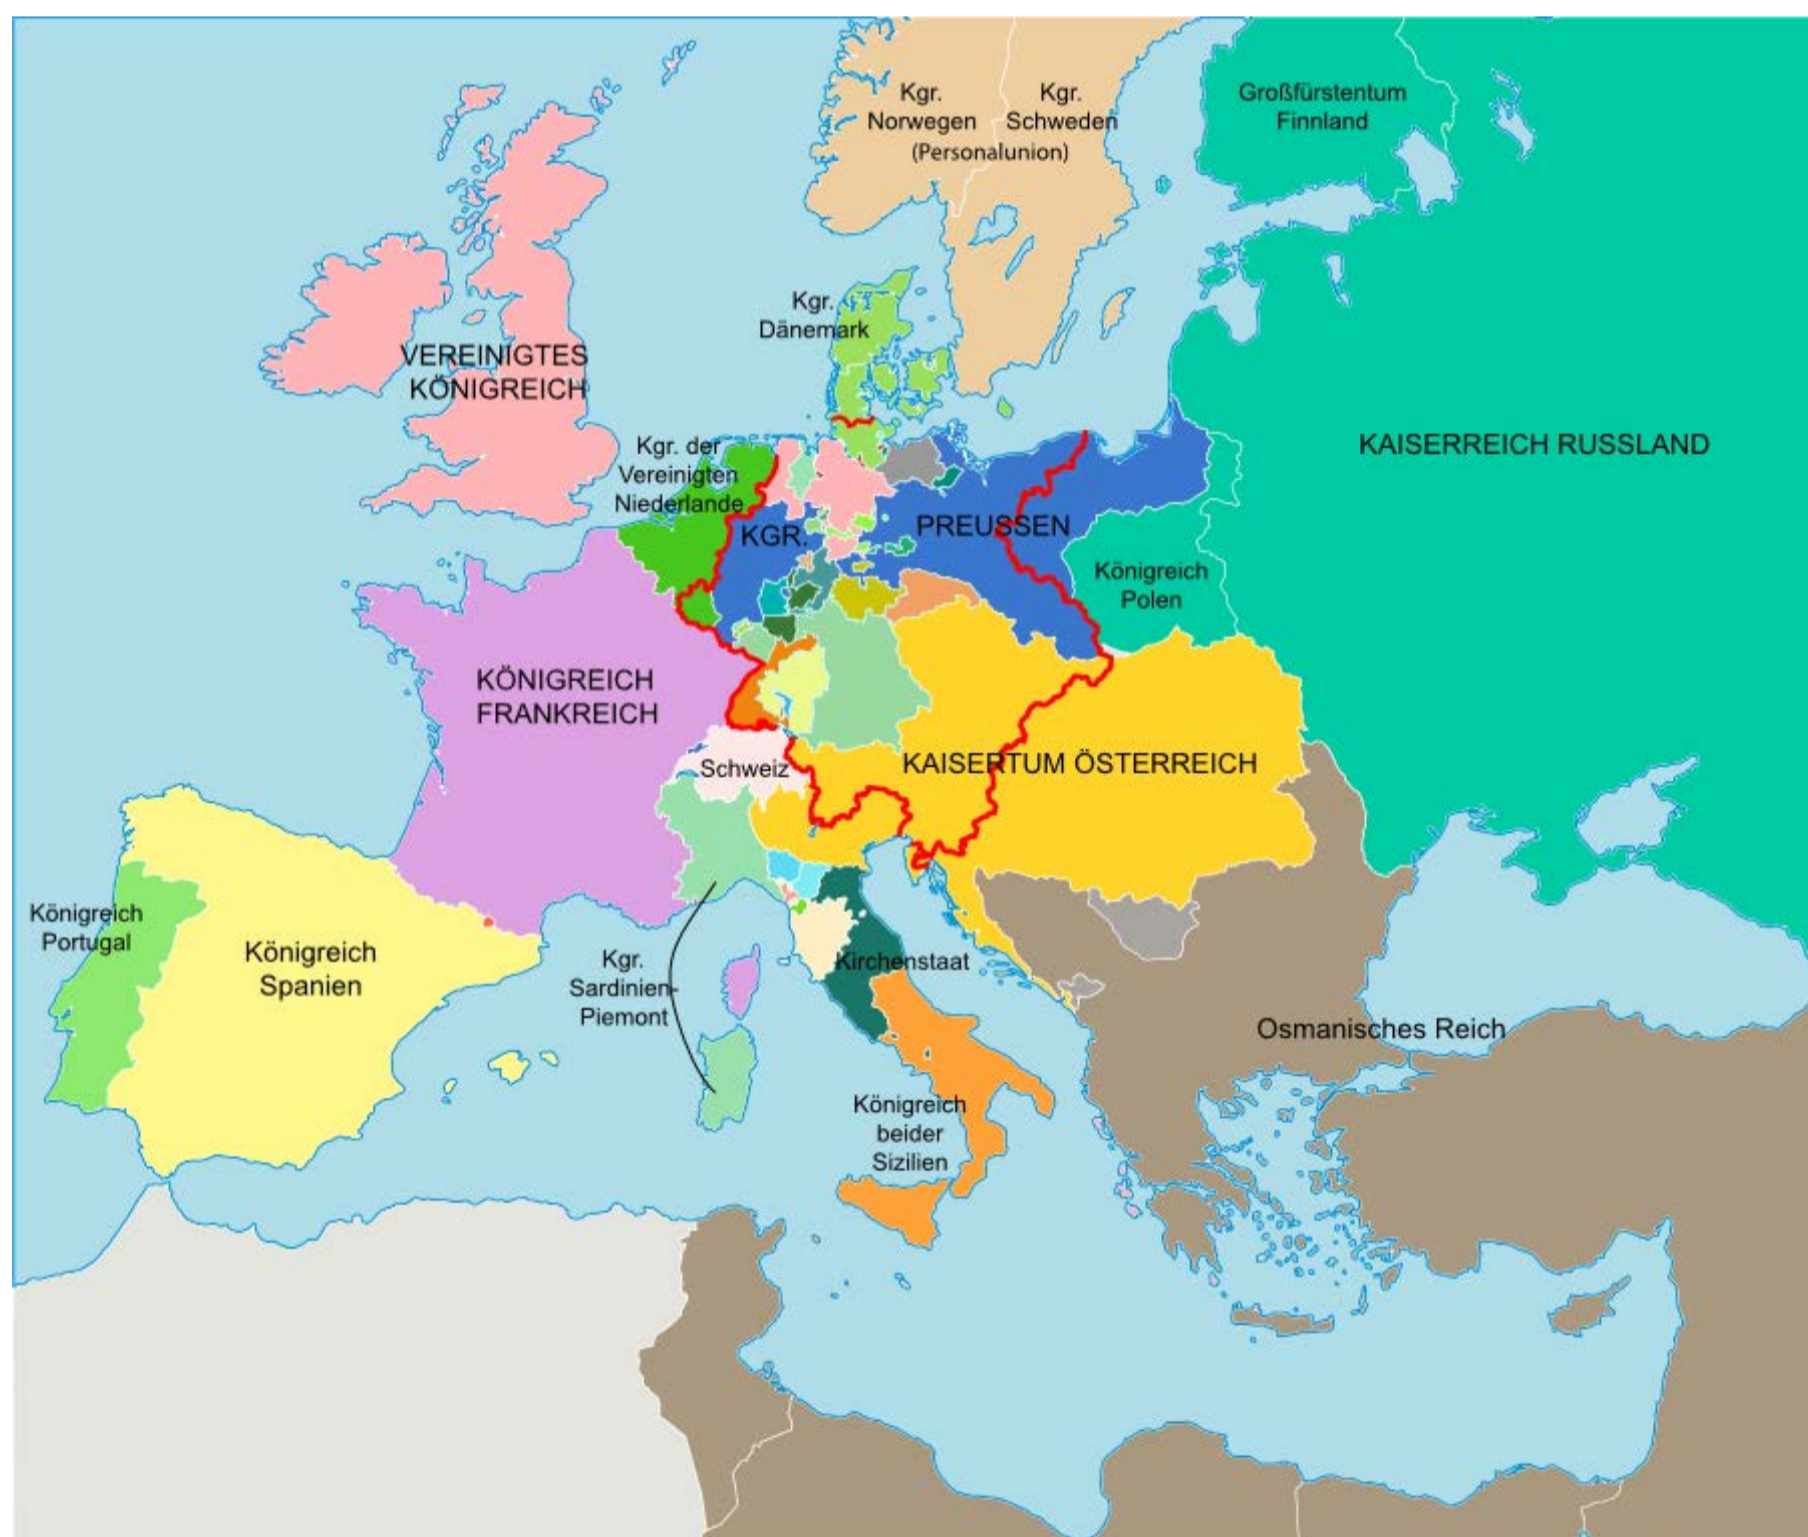 Kgr.
Norwegen
Kgr.
Schweden
(Personalunion)
Großfürstentum
Finnland
Kgr.
Dänemark
VEREINIGTES
KÖNIGREICH
Kgr. der
Vereinigten
Niederlande
KAISERREICH RUSSLAND
KGR.
PREUSSEN
Königreich
Polen
KÖNIGREICH
FRANKREICH
Schweiz
KAISERTUM ÖSTERREICH
Königreich
Portugal
Königreich
Spanien
Kgr.
Sardinien-
Piemont
Kirchenstaat
Osmanisches Reich
Königreich
beider
Sizilien